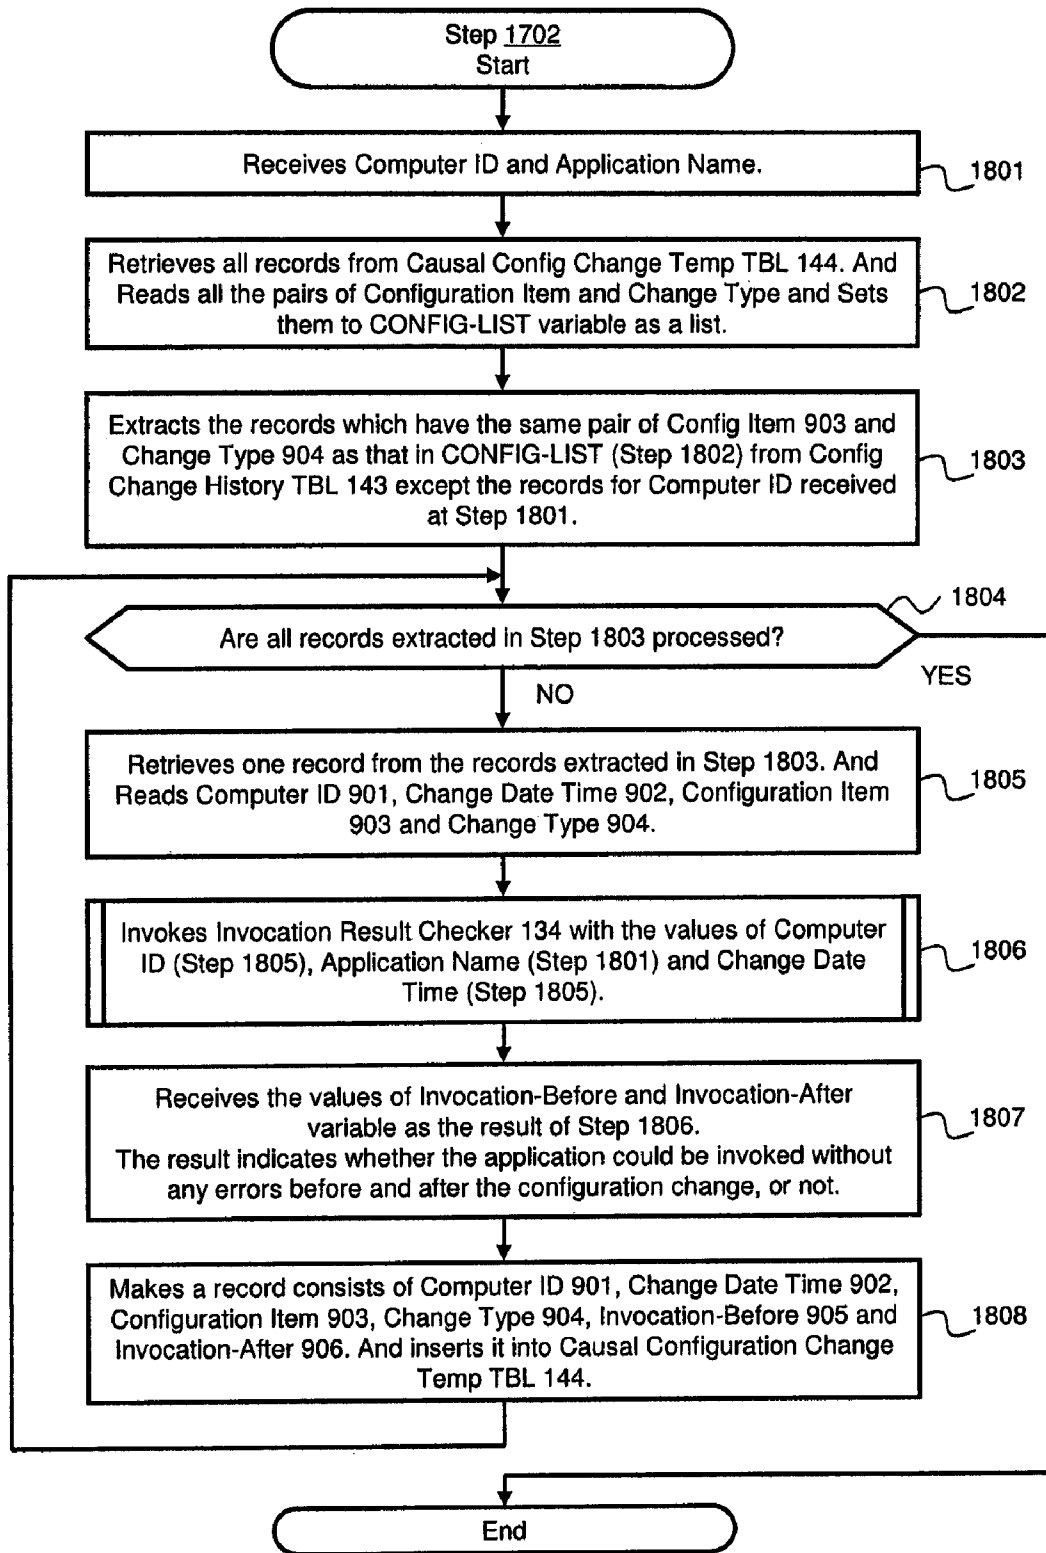 Step 1702
Start
Receives Computer ID and Application Name.
1801
Retrieves all records from Causal Config Change Temp TBL 144. And
Reads all the pairs of Configuration Item and Change Type and Sets
them to CONFIG-LIST variable as a list.
1802
Extracts the records which have the same pair of Config Item 903 and
Change Type 904 as that in CONFIG-LIST (Step 1802) from Config
Change History TBL 143 except the records for Computer ID received
at Step 1801.
1803
1804
Are all records extracted in Step 1803 processed?
YES
NO
Retrieves one record from the records extracted in Step 1803. And
Reads Computer ID 901, Change Date Time 902, Configuration Item
903 and Change Type 904.
1805
Invokes Invocation Result Checker 134 with the values of Computer
ID (Step 1805), Application Name (Step 1801) and Change Date
Time (Step 1805).
1806
Receives the values of Invocation-Before and Invocation-After
variable as the result of Step 1806.
The result indicates whether the application could be invoked without
any errors before and after the configuration change, or not.
1807
Makes a record consists of Computer ID 901, Change Date Time 902,
Configuration Item 903, Change Type 904, Invocation-Before 905 and
Invocation-After 906. And inserts it into Causal Configuration Change
Temp TBL 144.
1808
End